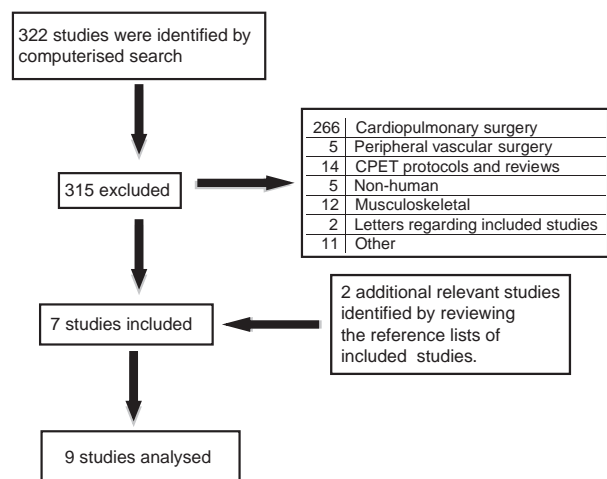 322 studies were identified by
computerised search
266 Cardiopulmonary surgery
5 Peripheral vascular surgery
14 CPET protocols and reviews
5 Non-human
12 Musculoskeletal
2 Letters regarding included studies
11 Other
315 excluded
2 additional relevant studies
identified by reviewing
the reference lists of
included studies.
7 studies included
9 studies analysed